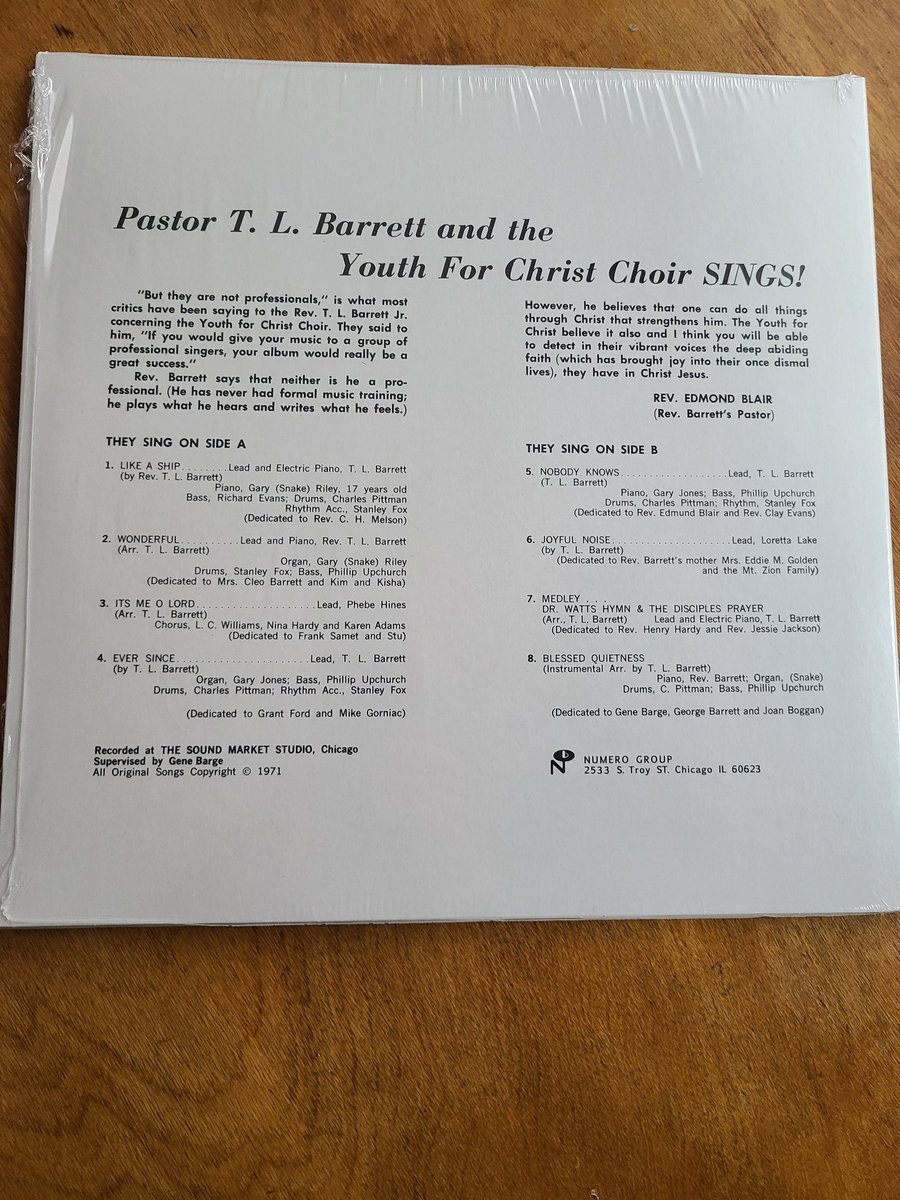 Pastor T. L. Barrett and the
Youth For Christ Choir SINGS!
"But they are not professionals," is what most
critics have been saying to the Rev. T. L. Barrett Jr.
concerning the Youth for Christ Choir. They said to
him, "If you would give your music to a group of
professional singers, your album would really be a
great success."
Rev. Barrett says that neither is he a pro-
fessional. (He has never had formal music training;
he plays what he hears and writes what he feels.)
However, he believes that one can do all things
through Christ that strengthens him. The Youth for
Christ believe it also and I think you will be able
to detect in their vibrant voices the deep abiding
faith (which has brought joy into their once dismal
lives), they have in Christ Jesus.
REV. EDMOND BLAIR
(Rev. Barrett's Pastor)
THEY SING ON SIDE A
1. LIKE A SHIP........Lead and Electric Piano, T. L. Barrett
(by Rev. T. L. Barrett)
Piano, Gary (Snake) Riley, 17 years old
Bass, Richard Evans; Drums, Charles Pittman
Rhythm Acc., Stanley Fox
(Dedicated to Rev. C. H. Melson)
2. WONDERFUL..........Lead and Piano, Rev. T. L. Barrett
(Arr. T. L. Barrett)
Organ, Gary (Snake) Riley
Drums, Stanley Fox; Bass, Phillip Upchurch
(Dedicated to Mrs. Cleo Barrett and Kim and Kisha)
3. ITS ME O LORD....................Lead, Phebe Hines
(Arr. T. L. Barrett)
Chorus, L. C. Williams, Nina Hardy and Karen Adams
(Dedicated to Frank Samet and Stu)
4. EVER SINCE.......................Lead, T. L. Barrett
(by T. L. Barrett)
Organ, Gary Jones; Bass, Phillip Upchurch
Drums, Charles Pittman; Rhythm Acc., Stanley Fox
(Dedicated to Grant Ford and Mike Gorniac)
Recorded at THE SOUND MARKET STUDIO, Chicago
Supervised by Gene Barge
All Original Songs Copyright © 1971
THEY SING ON SIDE B
5. NOBODY KNOWS..................Lead, T. L. Barrett
(T. L. Barrett)
Piano, Gary Jones; Bass, Phillip Upchurch
Drums, Charles Pittman; Rhythm, Stanley Fox
(Dedicated to Rev. Edmund Blair and Rev. Clay Evans)
6. JOYFUL NOISE.....................Lead, Loretta Lake
(by T. L. Barrett)
(Dedicated to Rev. Barrett's mother Mrs. Eddie M. Golden
and the Mt. Zion Family)
7. MEDLEY . . .
DR. WATTS HYMN & THE DISCIPLES PRAYER
(Arr., T. L. Barrett) Lead and Electric Piano, T. L. Barrett
(Dedicated to Rev. Henry Hardy and Rev. Jessie Jackson)
8. BLESSED QUIETNESS
(Instrumental Arr. by T. L. Barrett)
Piano, Rev. Barrett; Organ, (Snake)
Drums, C. Pittman; Bass, Phillip Upchurch
(Dedicated to Gene Barge, George Barrett and Joan Boggan)
NUMERO GROUP
2533 S. Troy ST. Chicago IL 60623